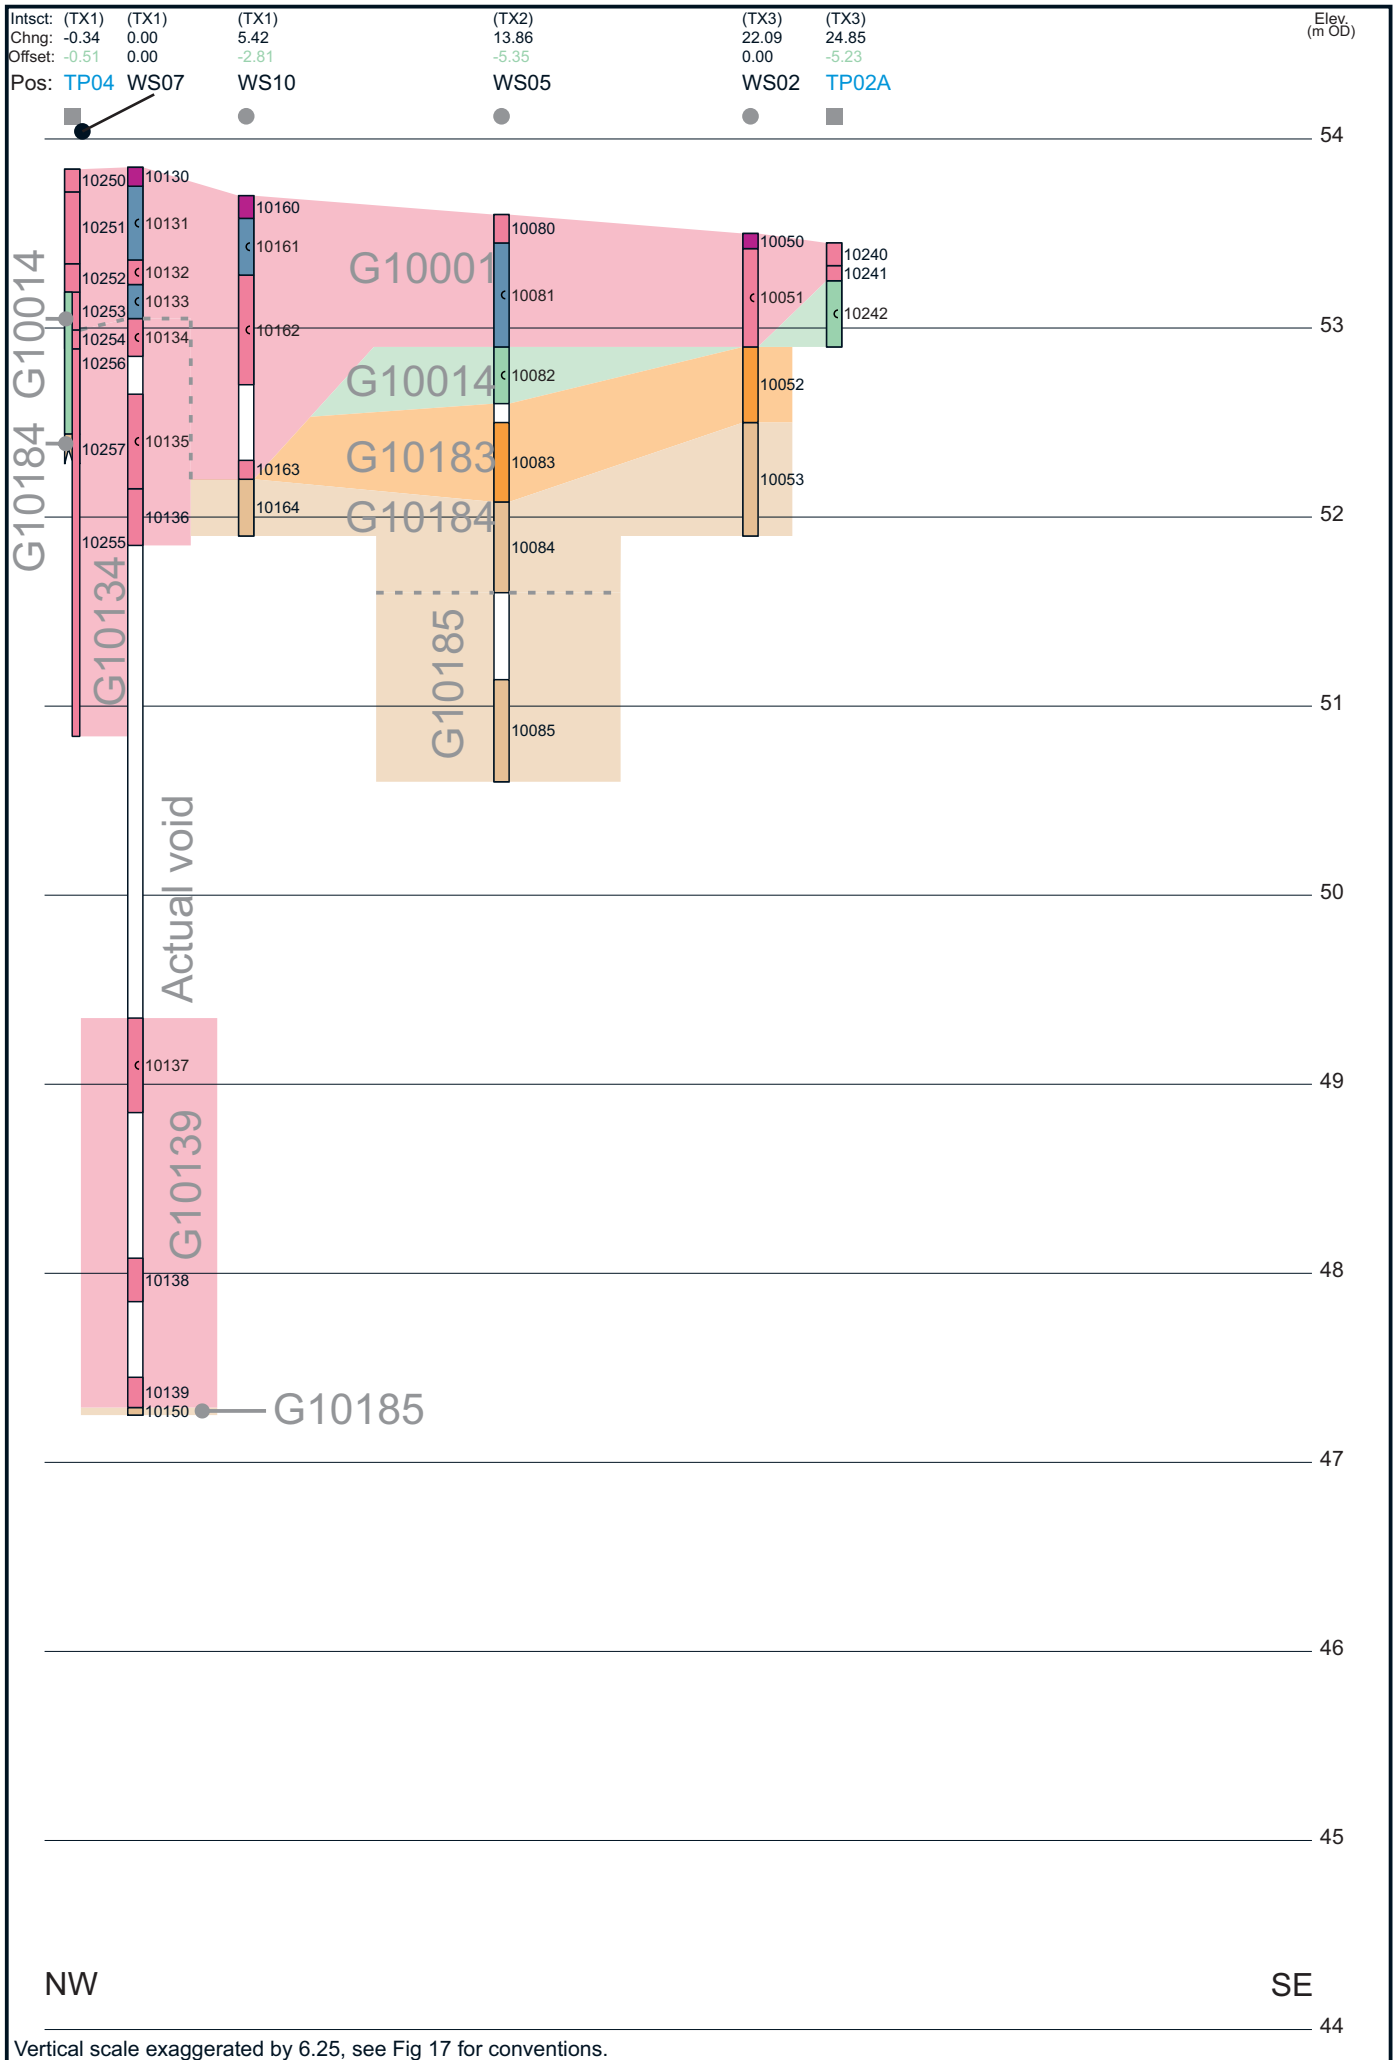 Intsct: (TX1) (TX1) (TX1) (TX2) (TX3) (TX3) Elev.
Chng: -0.34 0.00 5.42 13.86 22.09 24.85 (m OD)
Offset: -0.51 0.00 -2.81 -5.35 0.00 -5.23
Pos: TP04 WS07 WS10 WS05 WS02 TP02A
54
10250 10130
10160
10251 10131 10080
10161 10050
10240
G10001
10252 10132 10241
10081 10051
10253 10133 10242
G10014
53
10254 10134 10162
10256
G10014 10082 10052
10257 10135 G10183 10083
10163 10053
G10184
10164
52
10136 G10184
10255 10084
G10134
G10185
51
10085
Actual void
50
10137
49
G10139
48
10138
10139
10150 G10185
47
46
45
NW SE
44
Vertical scale exaggerated by 6.25, see Fig 17 for conventions.